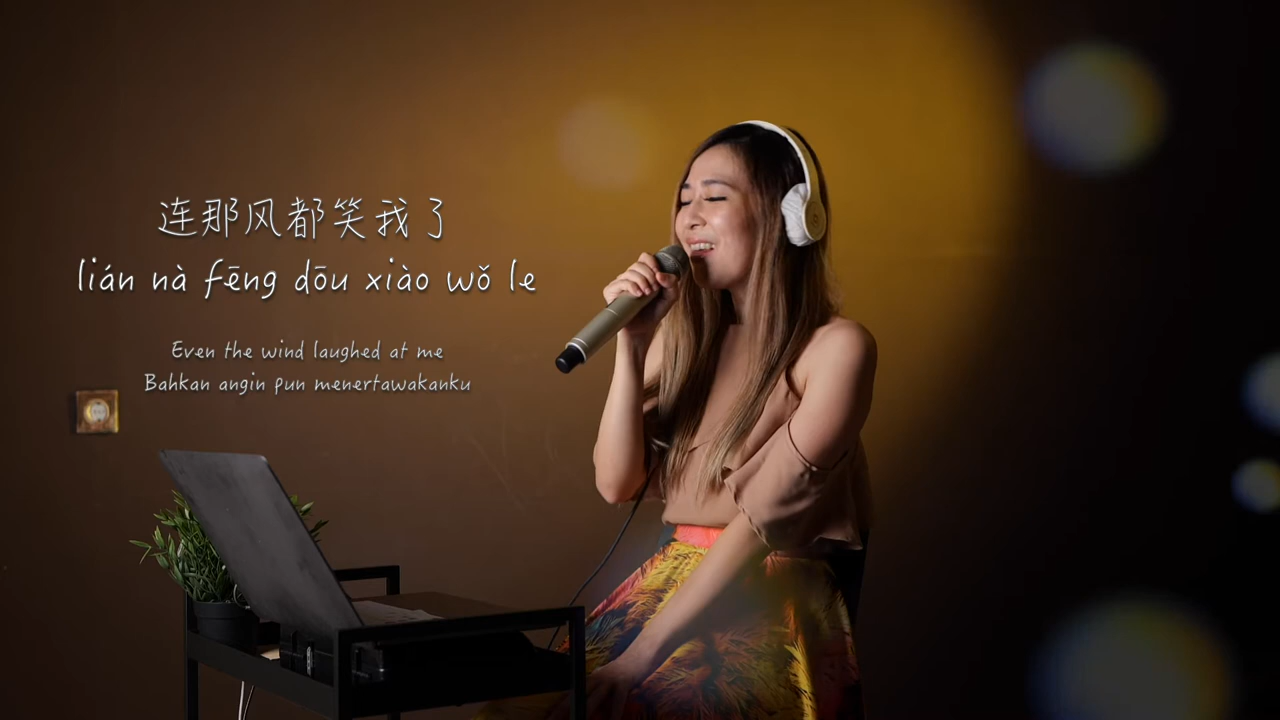 连那风都笑我了
lián nà fēng dōu xiào wǒ le
Even the wind laughed at me
Bahkan angin pun menertawakanku